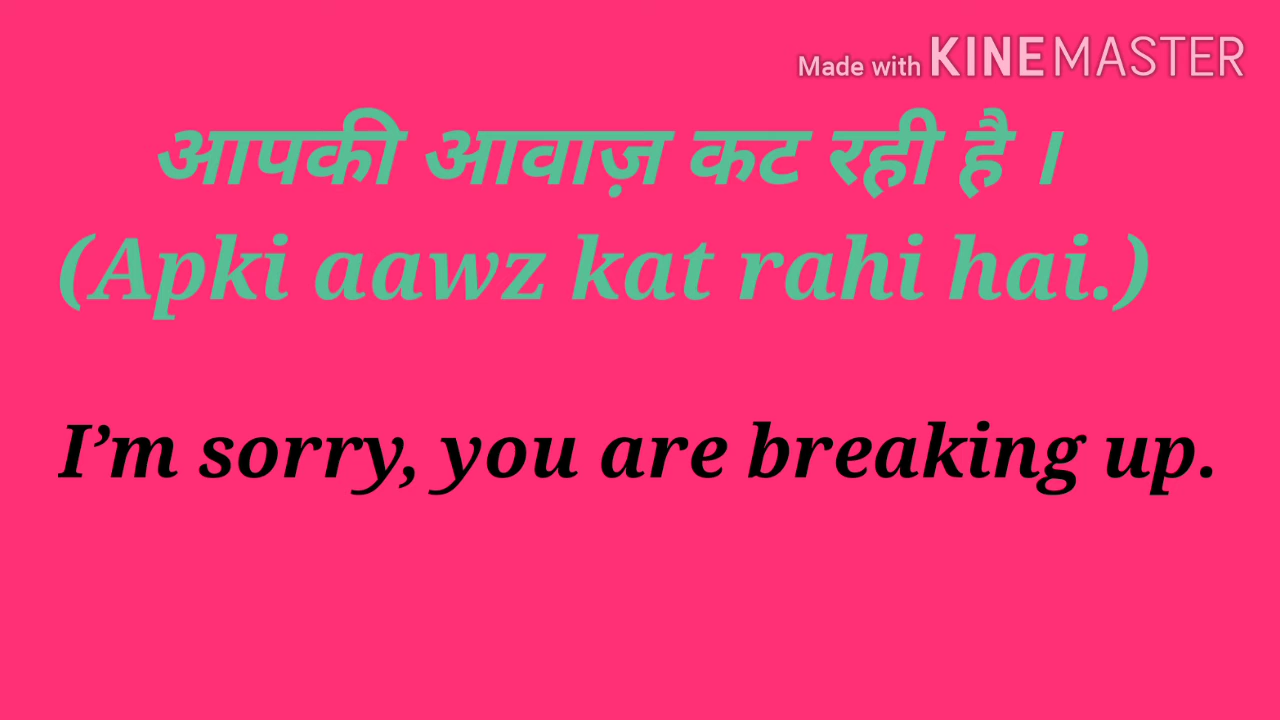 Made with KINEMASTER
आपकी आवाज़ कट रही है ।
(Apki aawz kat rahi hai.)
I’m sorry, you are breaking up.